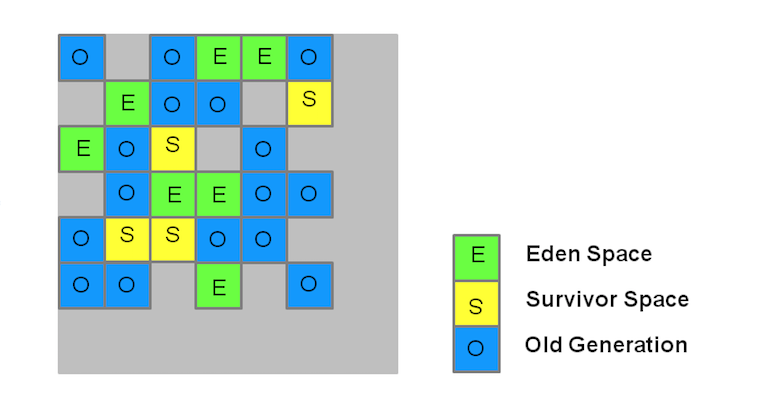 O O E E O
E O O S
E O S O
O E E O O
O S S O O
O O E O
E Eden Space
S Survivor Space
O Old Generation